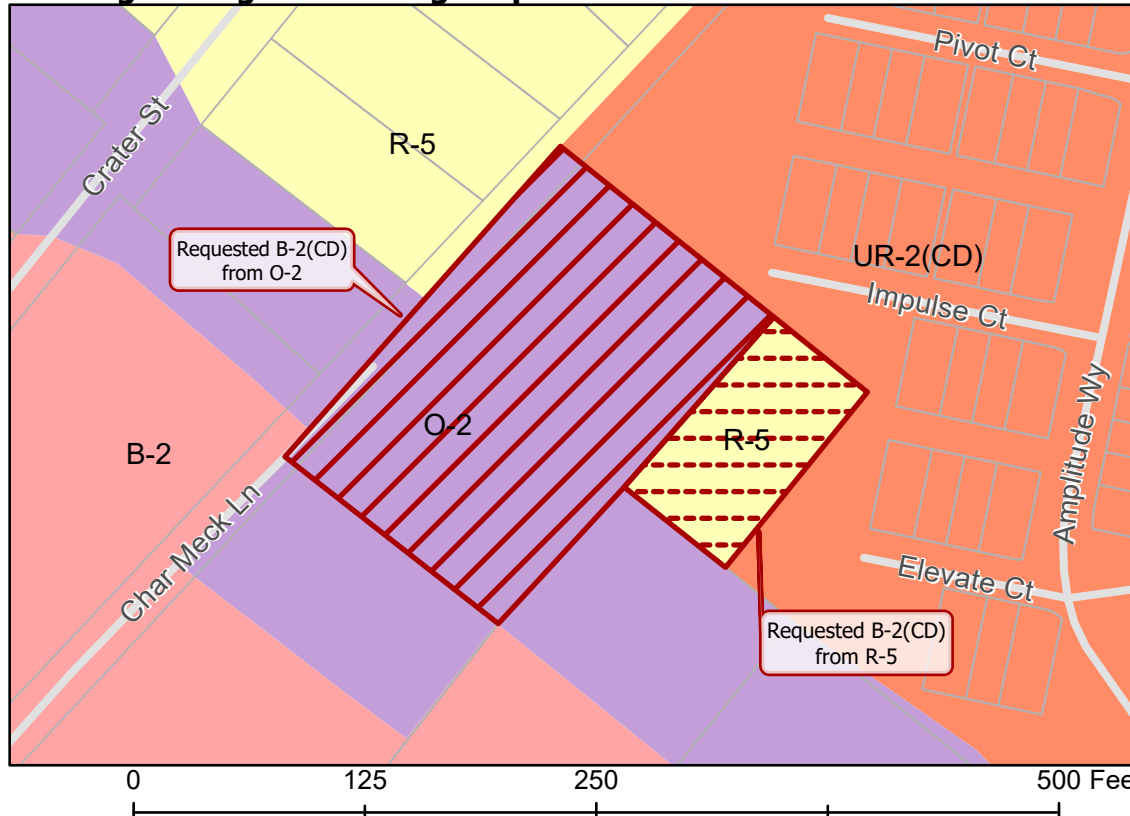 Pivot Ct
Crater St
R-5
Requested B-2(CD)
from O-2
UR-2(CD)
Impulse Ct
O-2
R-5
B-2
Amplitude Wy
Char Meck Ln
Elevate Ct
Requested B-2(CD)
from R-5
0
125
250
500 Fee